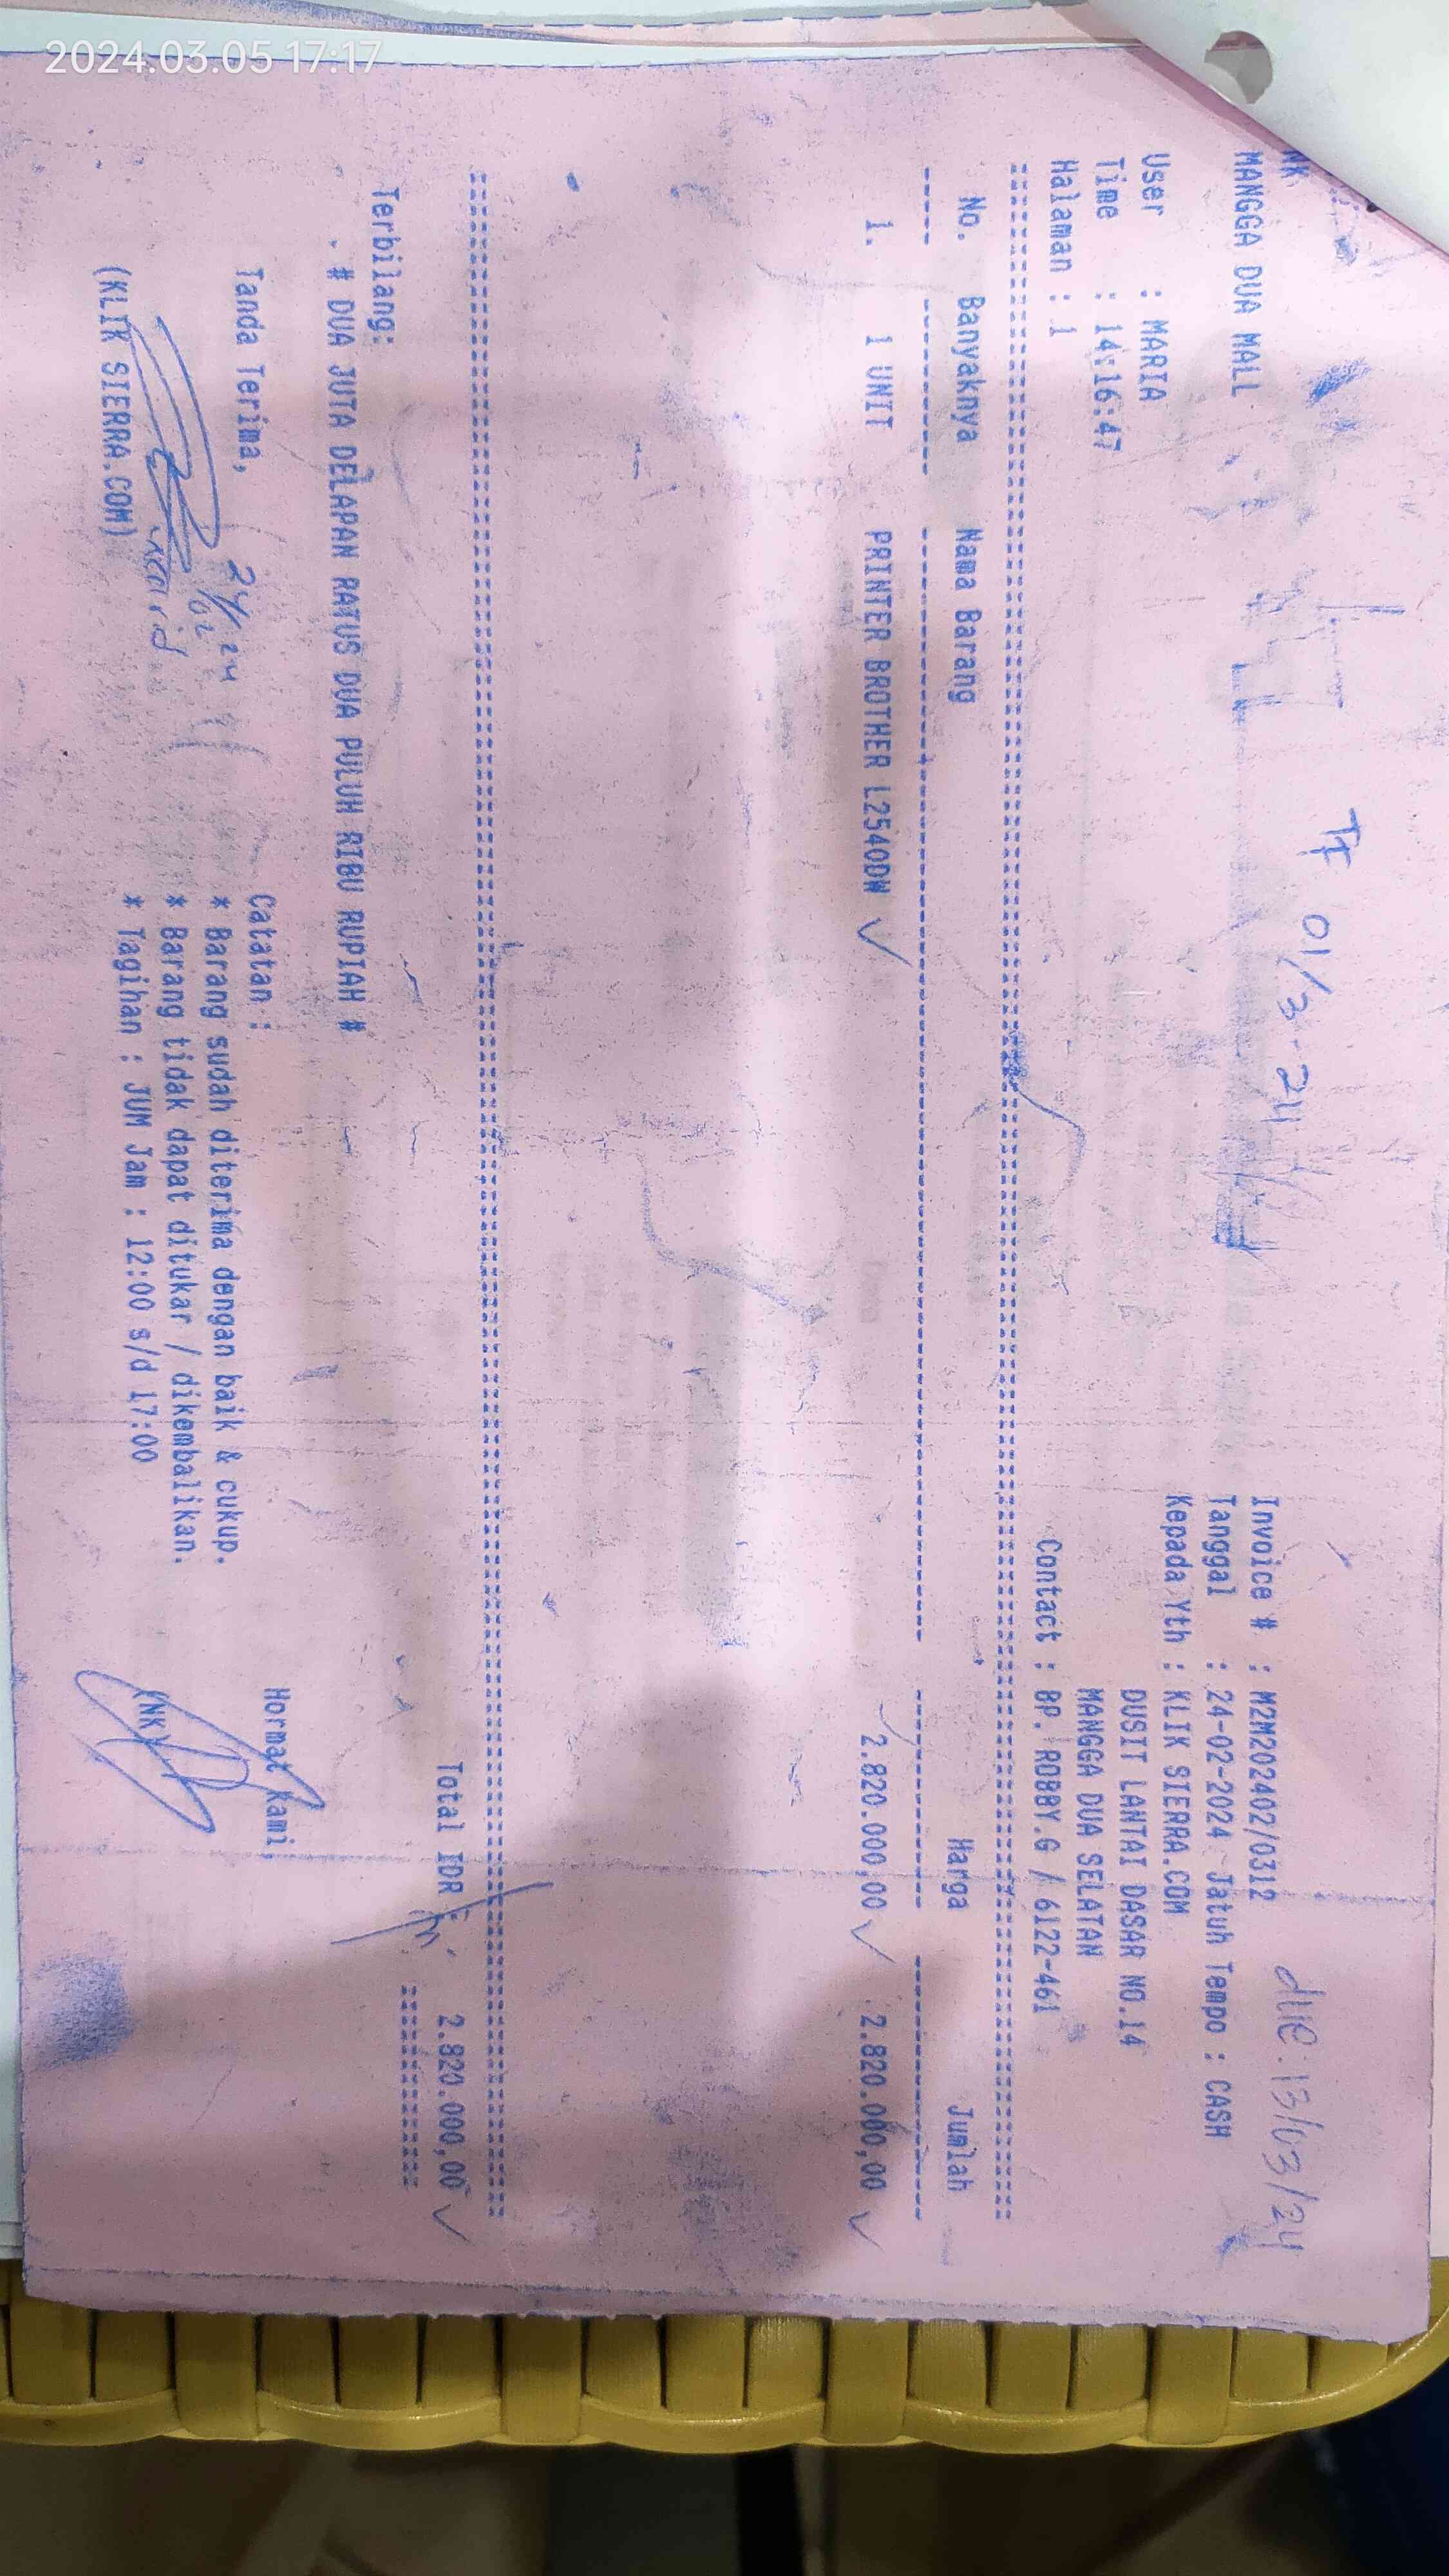 2024.03.05 17:17
NK
MANGGA DUA MALL
TF 01/3-24
due: 13/03/24
Invoice # : M2M202402/0312
Tanggal : 24-02-2024 Jatuh Tempo : CASH
User : MARIA
Kepada Yth : KLIK SIERRA.COM
Time : 14:16:47
DUSIT LANTAI DASAR NO.14
Halaman : 1
MANGGA DUA SELATAN
Contact : BP. ROBBY.G / 6122-461
No. Banyaknya Nama Barang Harga Jumlah
1. 1 UNIT PRINTER BROTHER L2540DW ✓ 2.820.000,00 ✓ 2.820.000,00 ✓
Total IDR 2.820.000,00 ✓
Terbilang:
# DUA JUTA DELAPAN RATUS DUA PULUH RIBU RUPIAH #
Tanda Terima, Catatan : Hormat Kami,
24/02 24
* Barang sudah diterima dengan baik & cukup.
* Barang tidak dapat ditukar / dikembalikan.
* Tagihan : JUM Jam : 12:00 s/d 17:00
(KLIK SIERRA.COM) (NK)